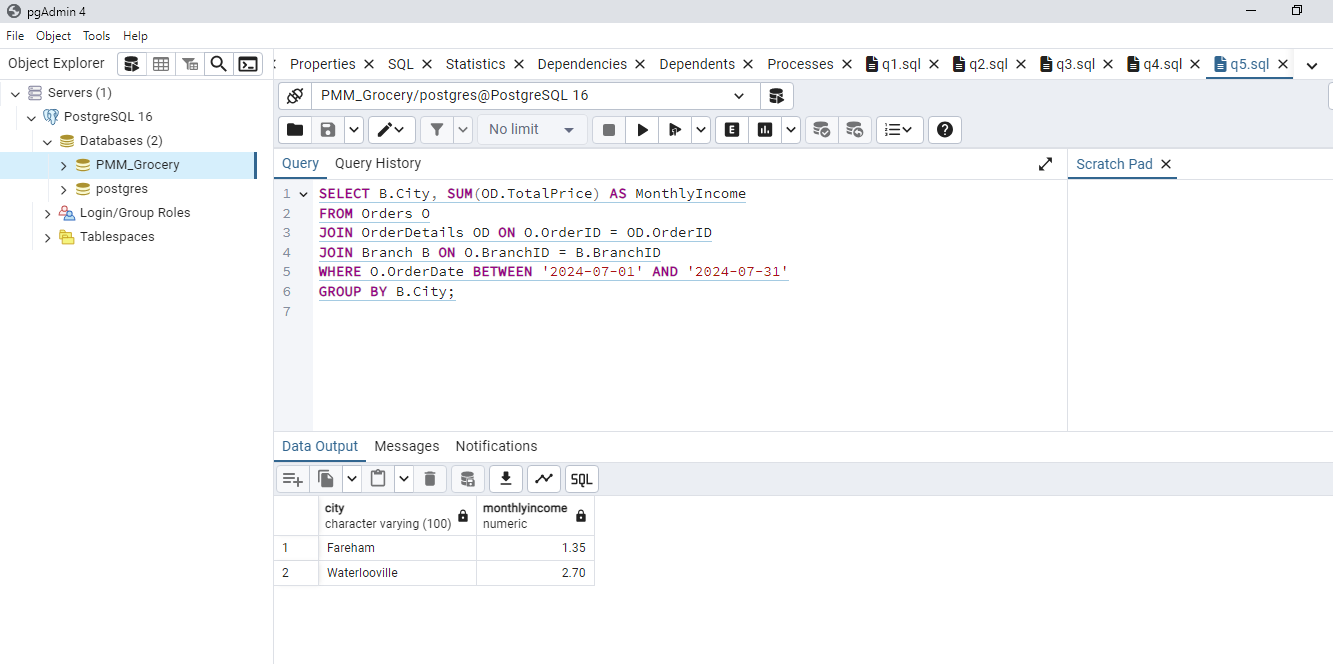 pgAdmin 4
File Object Tools Help
Object Explorer
Properties SQL Statistics Dependencies Dependents Processes q1.sql q2.sql q3.sql q4.sql q5.sql
Servers (1)
PostgreSQL 16
Databases (2)
PMM_Grocery
postgres
Login/Group Roles
Tablespaces
PMM_Grocery/postgres@PostgreSQL 16
No limit
E
Query Query History
Scratch Pad
1 SELECT B.City, SUM(OD.TotalPrice) AS MonthlyIncome
2 FROM Orders O
3 JOIN OrderDetails OD ON O.OrderID = OD.OrderID
4 JOIN Branch B ON O.BranchID = B.BranchID
5 WHERE O.OrderDate BETWEEN '2024-07-01' AND '2024-07-31'
6 GROUP BY B.City;
7
Data Output Messages Notifications
SQL
city monthlyincome
character varying (100) numeric
1 Fareham 1.35
2 Waterlooville 2.70